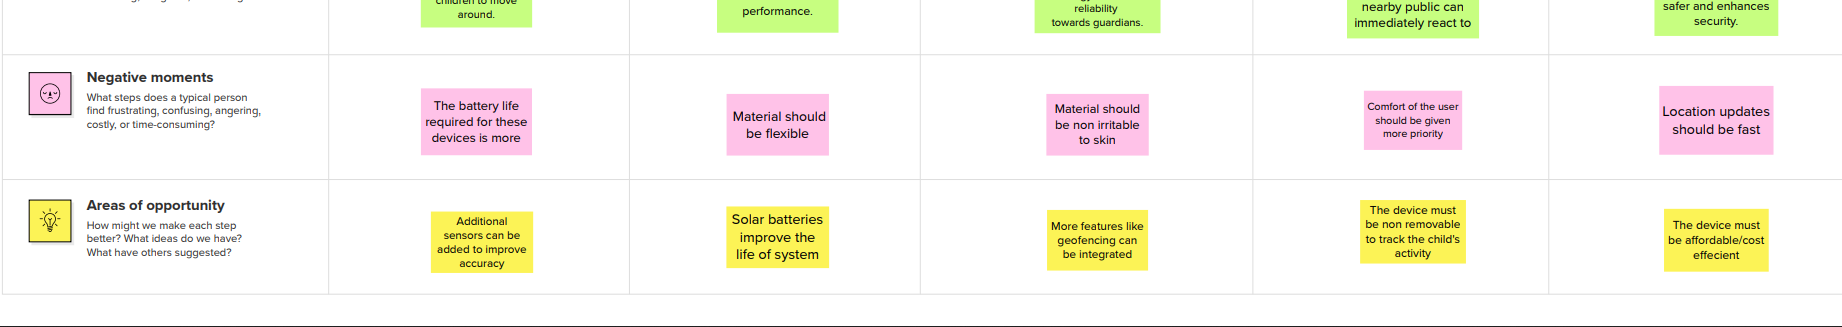 children to move
around.
performance.
reliability
towards guardians.
nearby public can
immediately react to
safer and enhances
security.
Negative moments
What steps does a typical person
find frustrating, confusing, angering,
costly, or time-consuming?
The battery life
required for these
devices is more
Material should
be flexible
Material should
be non irritable
to skin
Comfort of the user
should be given
more priority
Location updates
should be fast
Areas of opportunity
How might we make each step
better? What ideas do we have?
What have others suggested?
Additional
sensors can be
added to improve
accuracy
Solar batteries
improve the
life of system
More features like
geofencing can
be integrated
The device must
be non removable
to track the child's
activity
The device must
be affordable/cost
effecient